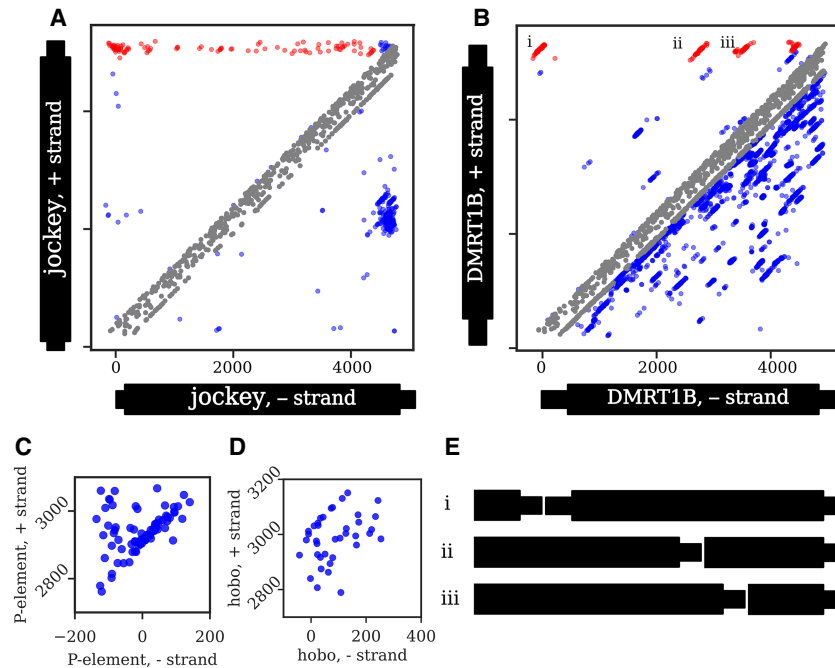 A
B
jockey, + strand
0
2000
4000
jockey, – strand
i
ii
iii
DMRT1B, + strand
0
2000
4000
DMRT1B, – strand
C
D
E
P-element, + strand
3000
2800
−200
0
200
P-element, - strand
hobo, + strand
3200
3000
2800
0
200
400
hobo, - strand
i
ii
iii